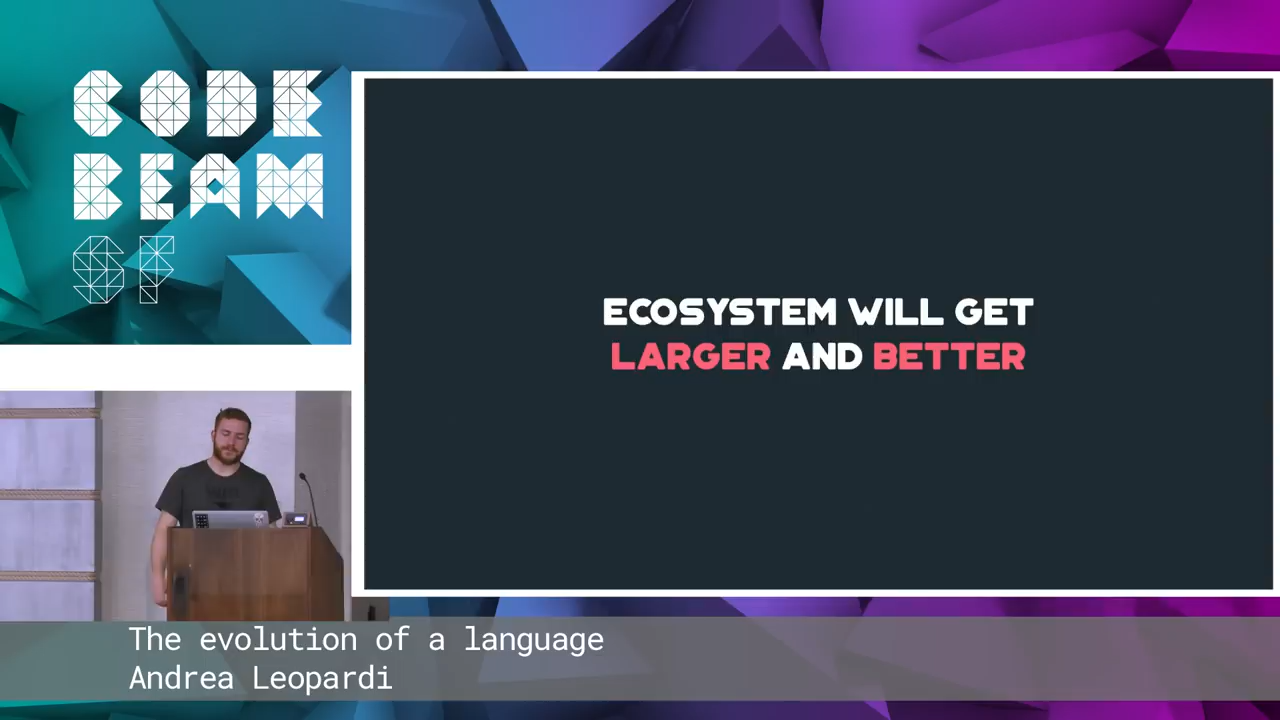 CODE
BEAM
SF
ECOSYSTEM WILL GET
LARGER AND BETTER
The evolution of a language
Andrea Leopardi